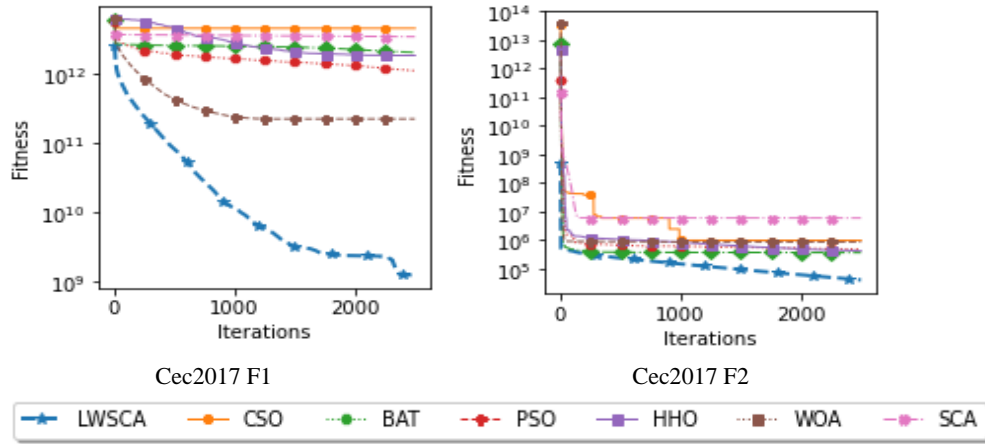 Fitness
10^12
10^11
10^10
10^9
0 1000 2000
Iterations
Cec2017 F1
Fitness
10^14
10^13
10^12
10^11
10^10
10^9
10^8
10^7
10^6
10^5
0 1000 2000
Iterations
Cec2017 F2
LWSCA CSO BAT PSO HHO WOA SCA